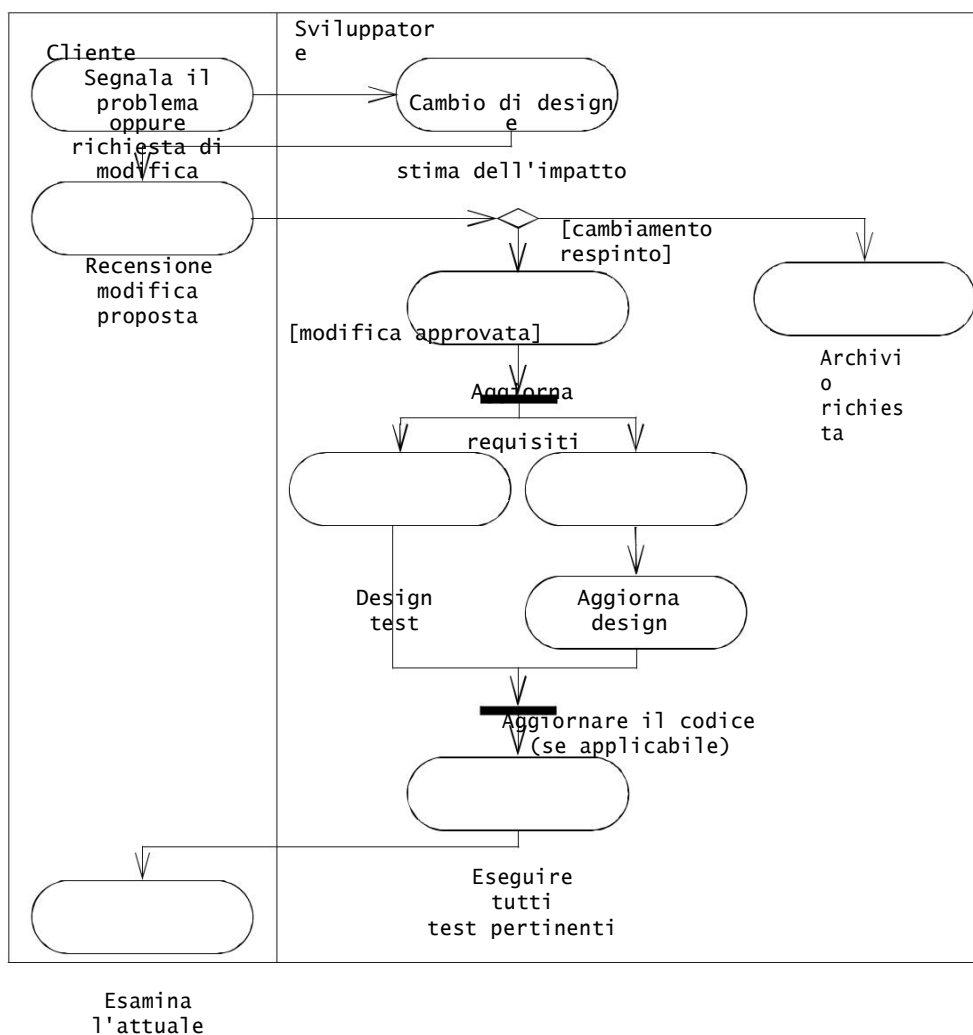 Sviluppator
e
Cliente
Segnala il
problema
oppure
richiesta di
modifica
Cambio di design
e
stima dell'impatto
[cambiamento
respinto]
Recensione
modifica
proposta
[modifica approvata]
Archivi
o
richies
ta
Aggiorna
requisiti
Design
test
Aggiorna
design
Aggiornare il codice
(se applicabile)
Eseguire
tutti
test pertinenti
Esamina
l'attuale